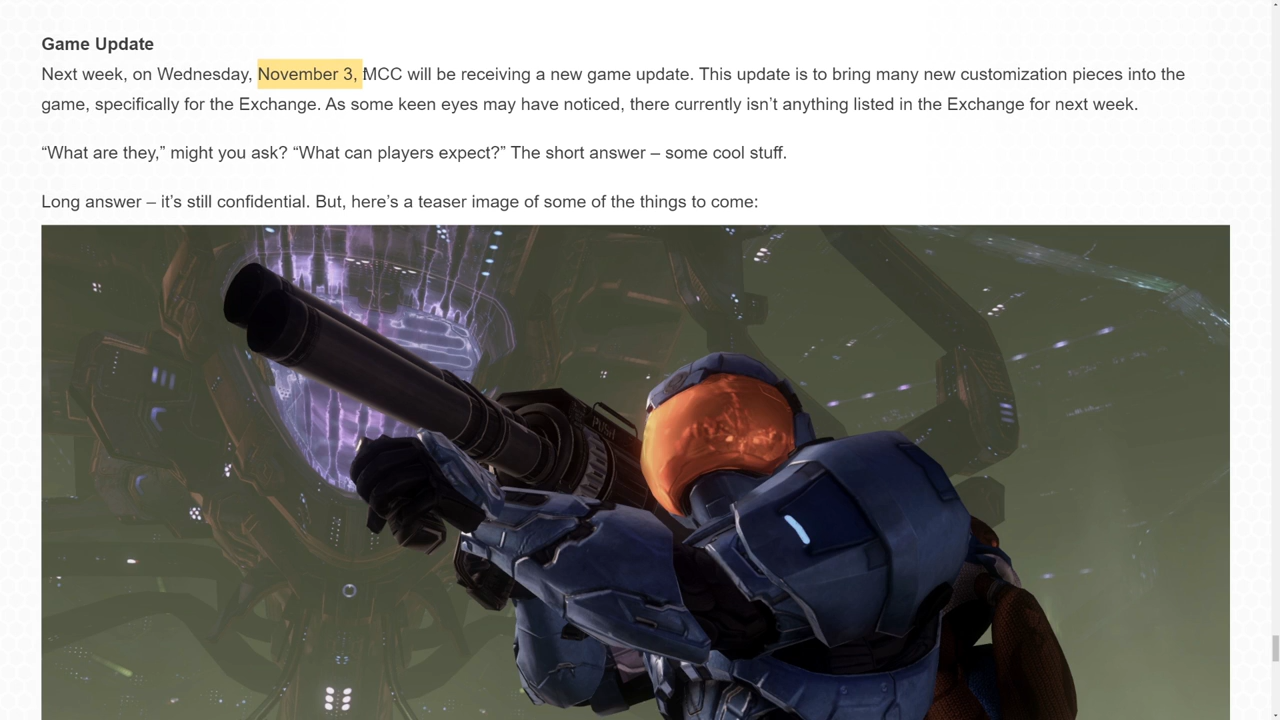 Game Update
Next week, on Wednesday, November 3, MCC will be receiving a new game update. This update is to bring many new customization pieces into the
game, specifically for the Exchange. As some keen eyes may have noticed, there currently isn’t anything listed in the Exchange for next week.
“What are they,” might you ask? “What can players expect?” The short answer – some cool stuff.
Long answer – it’s still confidential. But, here’s a teaser image of some of the things to come:
PUSH